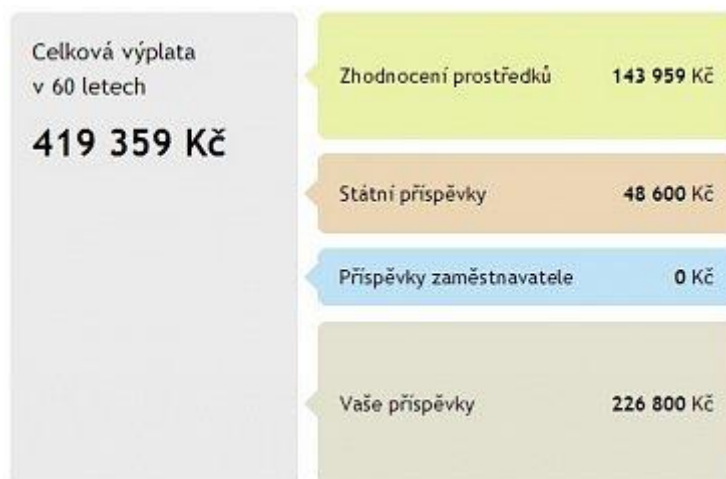 Celková výplata
v 60 letech
419 359 Kč
Zhodnocení prostředků 143 959 Kč
Státní příspěvky 48 600 Kč
Příspěvky zaměstnavatele 0 Kč
Vaše příspěvky 226 800 Kč